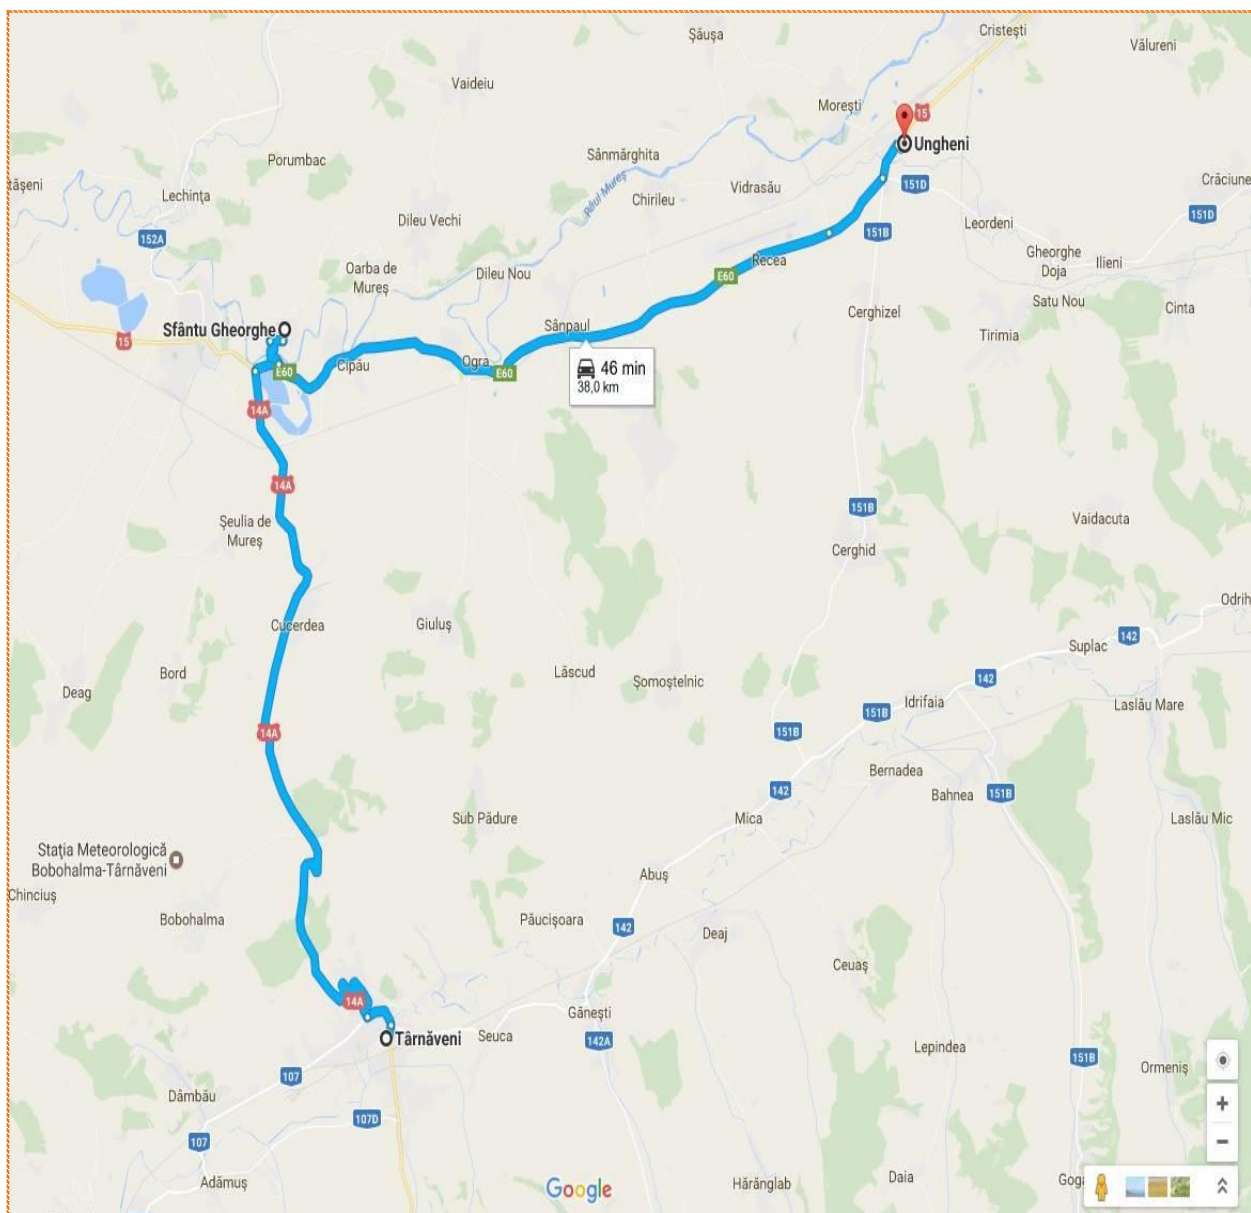 Cristești
Șăușa
Vălureni
Vaideiu
Morești
15
Ungheni
Sânmărghita
Porumbac
tășeni
Lechința
Râul-Mureș
Vidrasău
Chirileu
151D
Crăciune
151D
Dileu Vechi
Leordeni
151B
152A
Gheorghe
Doja
Ilieni
Oarba de
Mureș
Dileu Nou
Recea
E60
Satu Nou
Cinta
Cerghizel
Sfântu Gheorghe
Sânpaul
Tirimia
15
Cipău
Ogra
E60
E60
46 min
38,0 km
14A
14A
151B
Șeulia de
Mureș
Vaidacuta
Cerghid
Odrih
Cucerdea
Giuluș
142
Suplac
Lăscud
Șomoștelnic
142
Bord
Deag
Idrifaia
Laslău Mare
151B
14A
151B
Bernadea
142
Bahnea
151B
Sub Pădure
Mica
Laslău Mic
Stația Meteorologică
Bobohalma-Târnăveni
Abuș
Chinciuș
Bobohalma
Păucișoara
142
Deaj
Ceuaș
14A
Gănești
Târnăveni
Seuca
142A
Lepindea
151B
Ormeniș
107
Dâmbău
107D
107
Adămuș
Google
Hărănglab
Daia
Goga